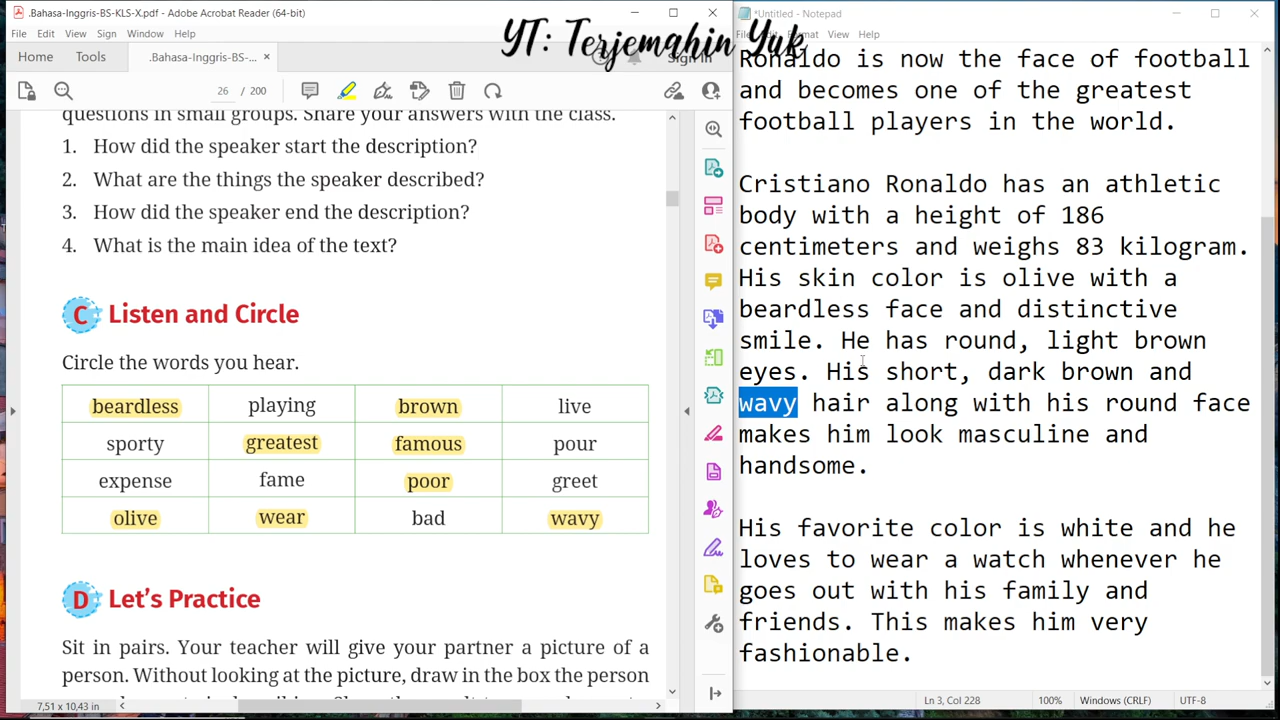 .Bahasa-Inggris-BS-KLS-X.pdf - Adobe Acrobat Reader (64-bit)
File Edit View Sign Window Help
Home Tools .Bahasa-Inggris-BS-... × Sign In
26 / 200
questions in small groups. Share your answers with the class.
1. How did the speaker start the description?
2. What are the things the speaker described?
3. How did the speaker end the description?
4. What is the main idea of the text?
C Listen and Circle
Circle the words you hear.
beardless playing brown live
sporty greatest famous pour
expense fame poor greet
olive wear bad wavy
D Let's Practice
Sit in pairs. Your teacher will give your partner a picture of a
person. Without looking at the picture, draw in the box the person
7,51 x 10,43 in
YT: Terjemahin Yuk
*Untitled - Notepad
File Format View Help
Ronaldo is now the face of football
and becomes one of the greatest
football players in the world.
Cristiano Ronaldo has an athletic
body with a height of 186
centimeters and weighs 83 kilogram.
His skin color is olive with a
beardless face and distinctive
smile. He has round, light brown
eyes. His short, dark brown and
wavy hair along with his round face
makes him look masculine and
handsome.
His favorite color is white and he
loves to wear a watch whenever he
goes out with his family and
friends. This makes him very
fashionable.
Ln 3, Col 228 100% Windows (CRLF) UTF-8